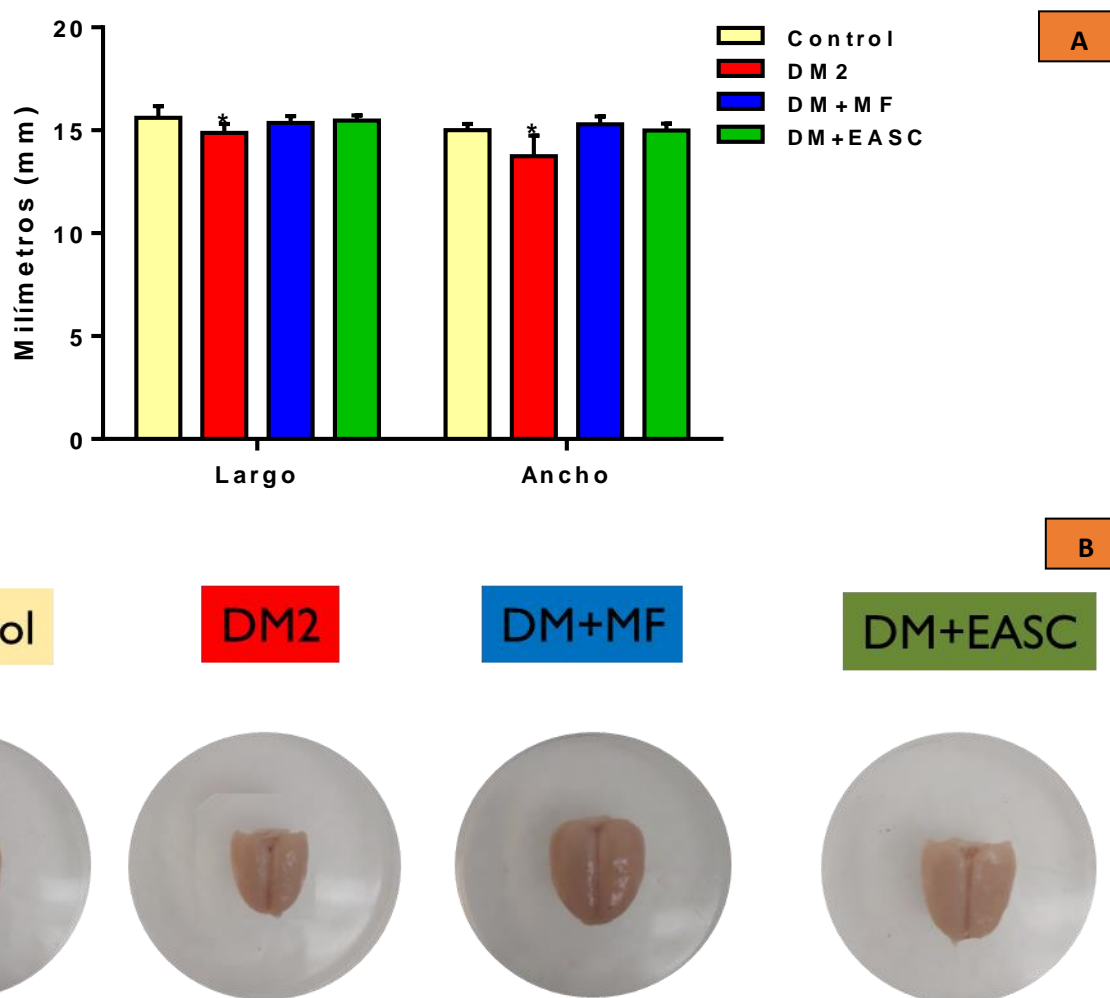 A
20
15
10
5
0
Milímetros (mm)
Control
DM2
DM+MF
DM+EASC
*
*
Largo
Ancho
B
ol
DM2
DM+MF
DM+EASC